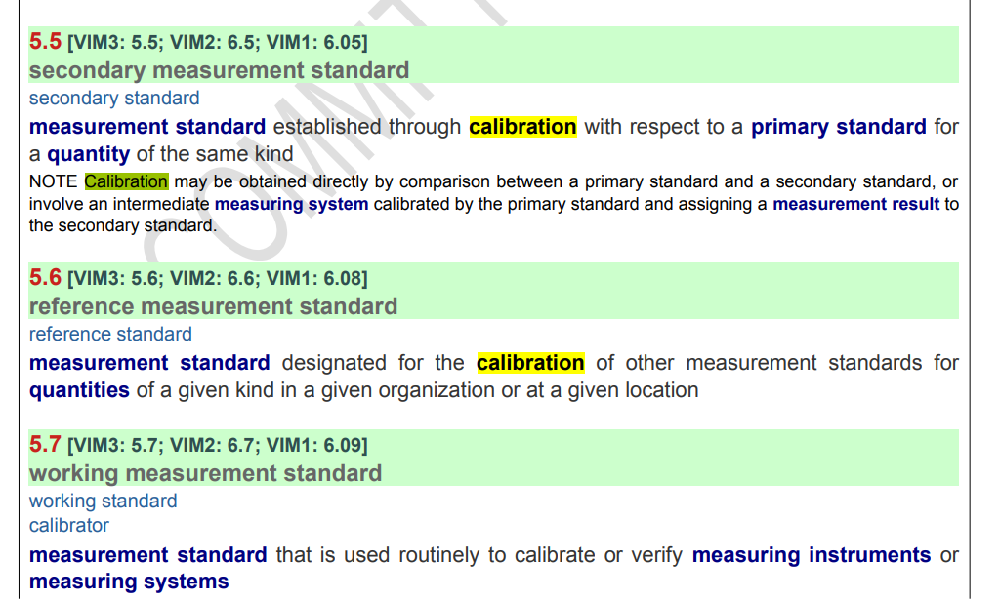 5.5 [VIM3: 5.5; VIM2: 6.5; VIM1: 6.05]
secondary measurement standard
secondary standard
measurement standard established through calibration with respect to a primary standard for
a quantity of the same kind
NOTE Calibration may be obtained directly by comparison between a primary standard and a secondary standard, or
involve an intermediate measuring system calibrated by the primary standard and assigning a measurement result to
the secondary standard.
5.6 [VIM3: 5.6; VIM2: 6.6; VIM1: 6.08]
reference measurement standard
reference standard
measurement standard designated for the calibration of other measurement standards for
quantities of a given kind in a given organization or at a given location
5.7 [VIM3: 5.7; VIM2: 6.7; VIM1: 6.09]
working measurement standard
working standard
calibrator
measurement standard that is used routinely to calibrate or verify measuring instruments or
measuring systems